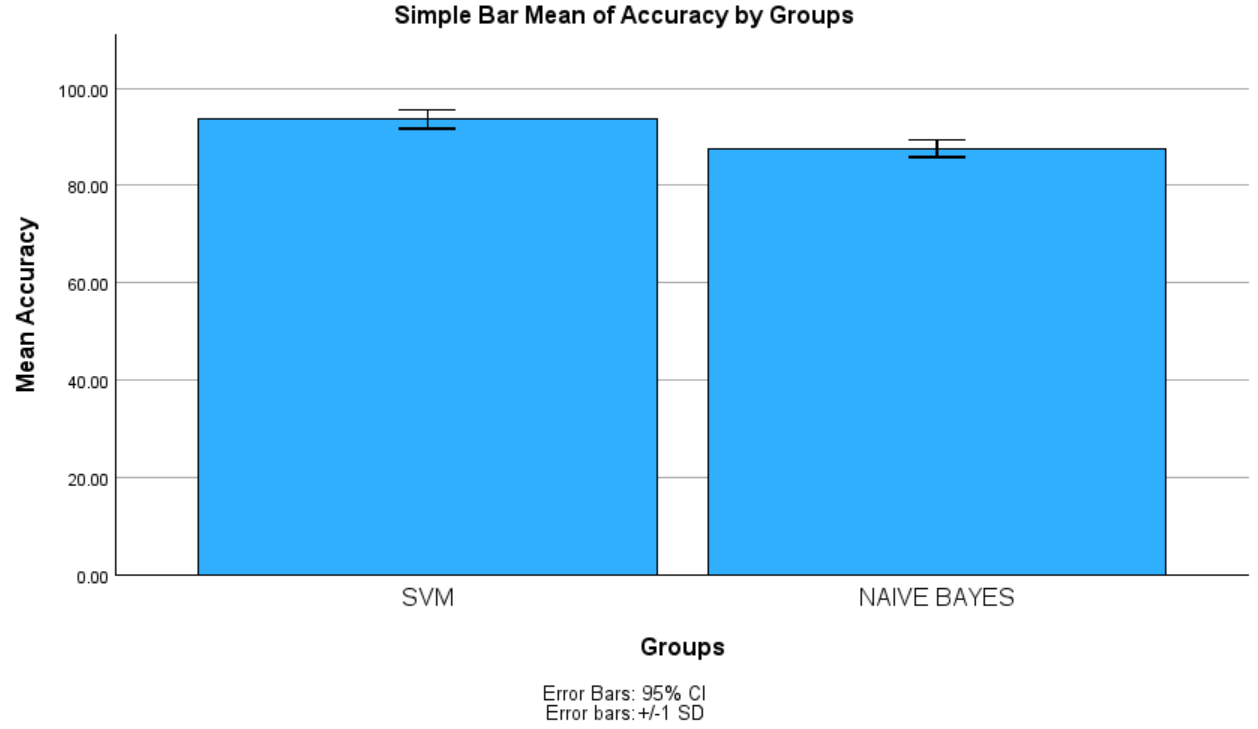 Simple Bar Mean of Accuracy by Groups
100.00
80.00
60.00
40.00
20.00
0.00
Mean Accuracy
SVM
NAIVE BAYES
Groups
Error Bars: 95% CI
Error bars: +/-1 SD